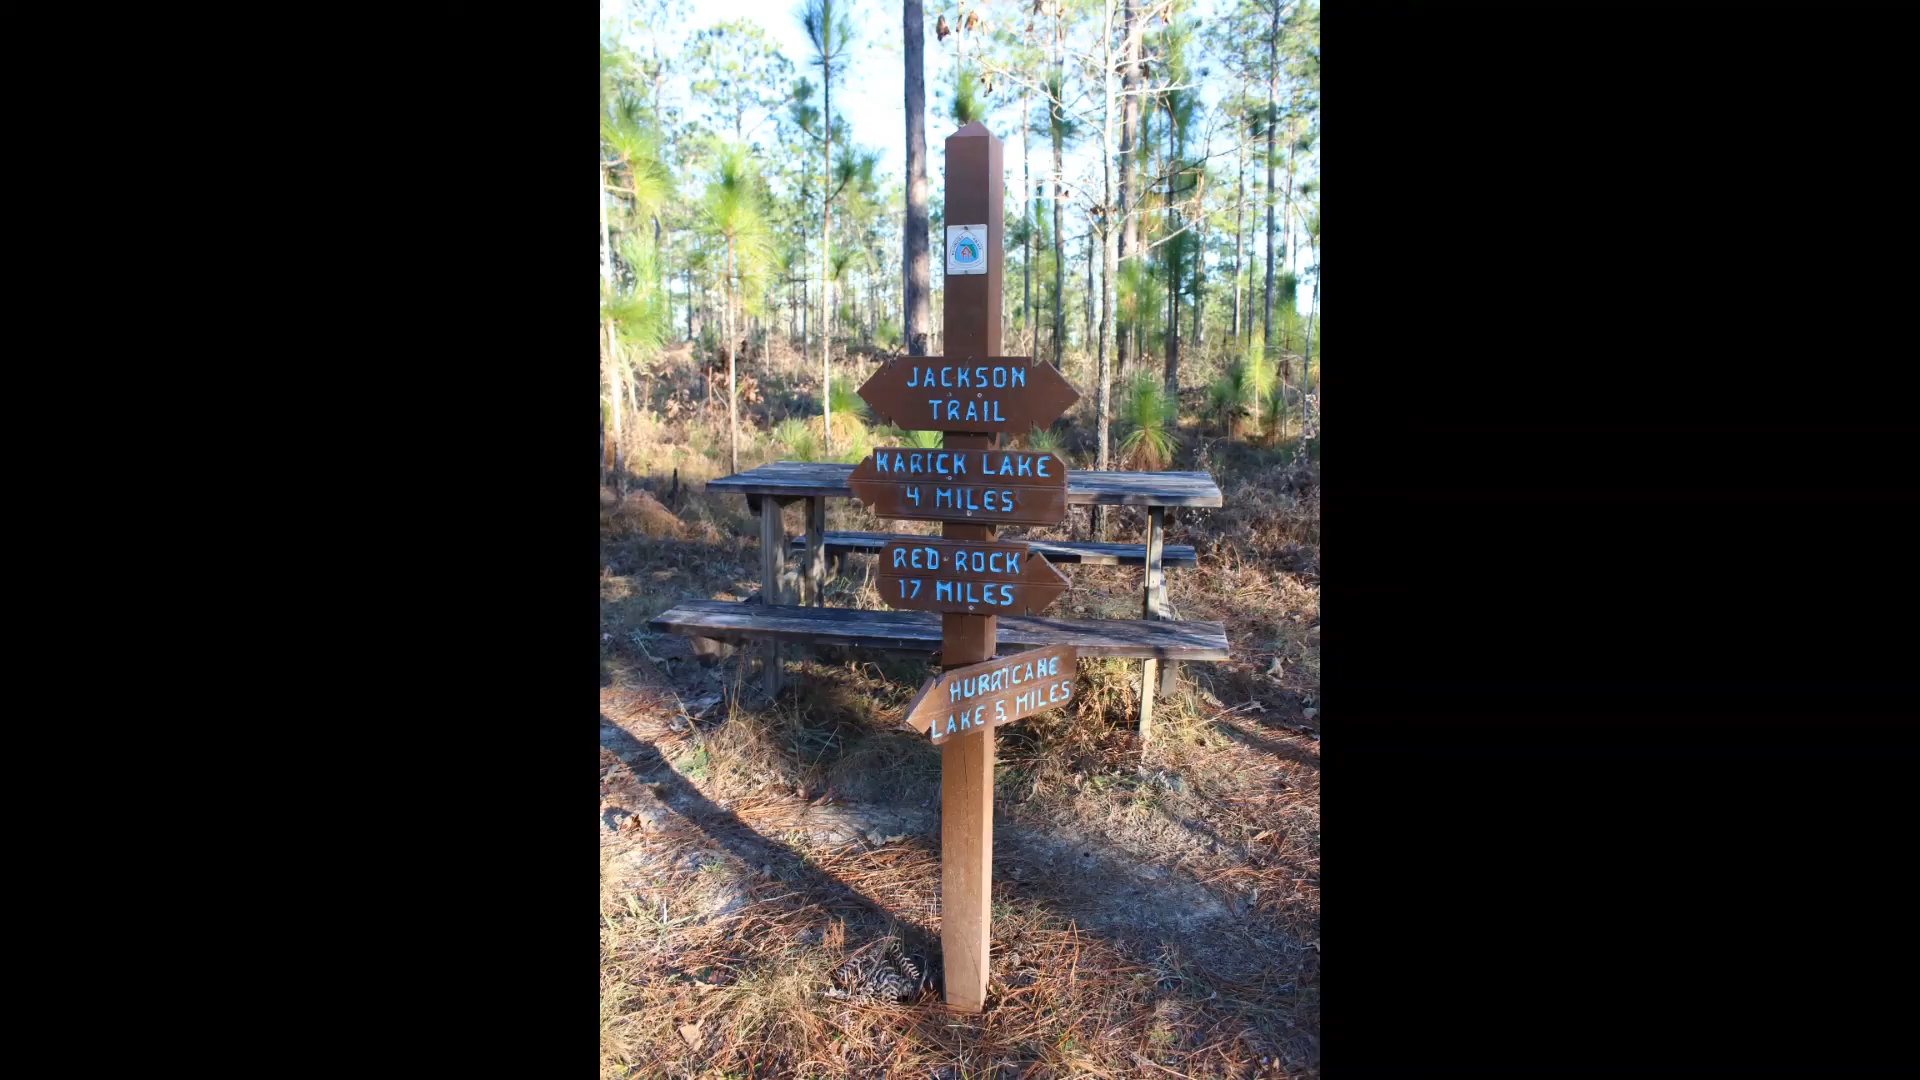 JACKSON
TRAIL
KARICK LAKE
4 MILES
RED ROCK
17 MILES
HURRICANE
LAKE 5 MILES